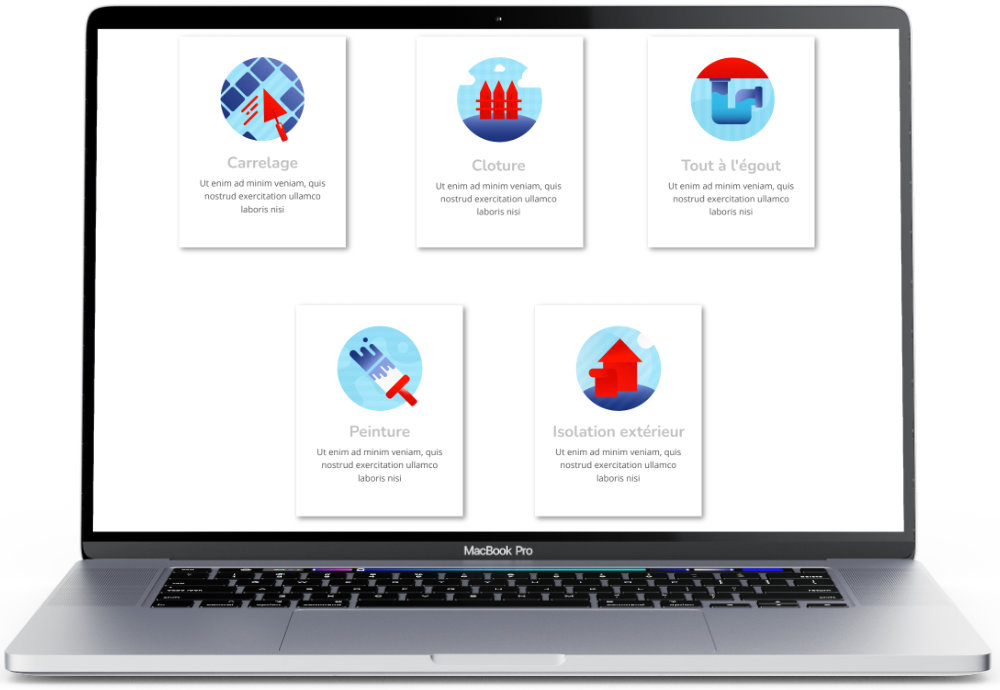 Carrelage
Ut enim ad minim veniam, quis
nostrud exercitation ullamco
laboris nisi
Cloture
Ut enim ad minim veniam, quis
nostrud exercitation ullamco
laboris nisi
Tout à l'égout
Ut enim ad minim veniam, quis
nostrud exercitation ullamco
laboris nisi
Peinture
Ut enim ad minim veniam, quis
nostrud exercitation ullamco
laboris nisi
Isolation extérieur
Ut enim ad minim veniam, quis
nostrud exercitation ullamco
laboris nisi
MacBook Pro